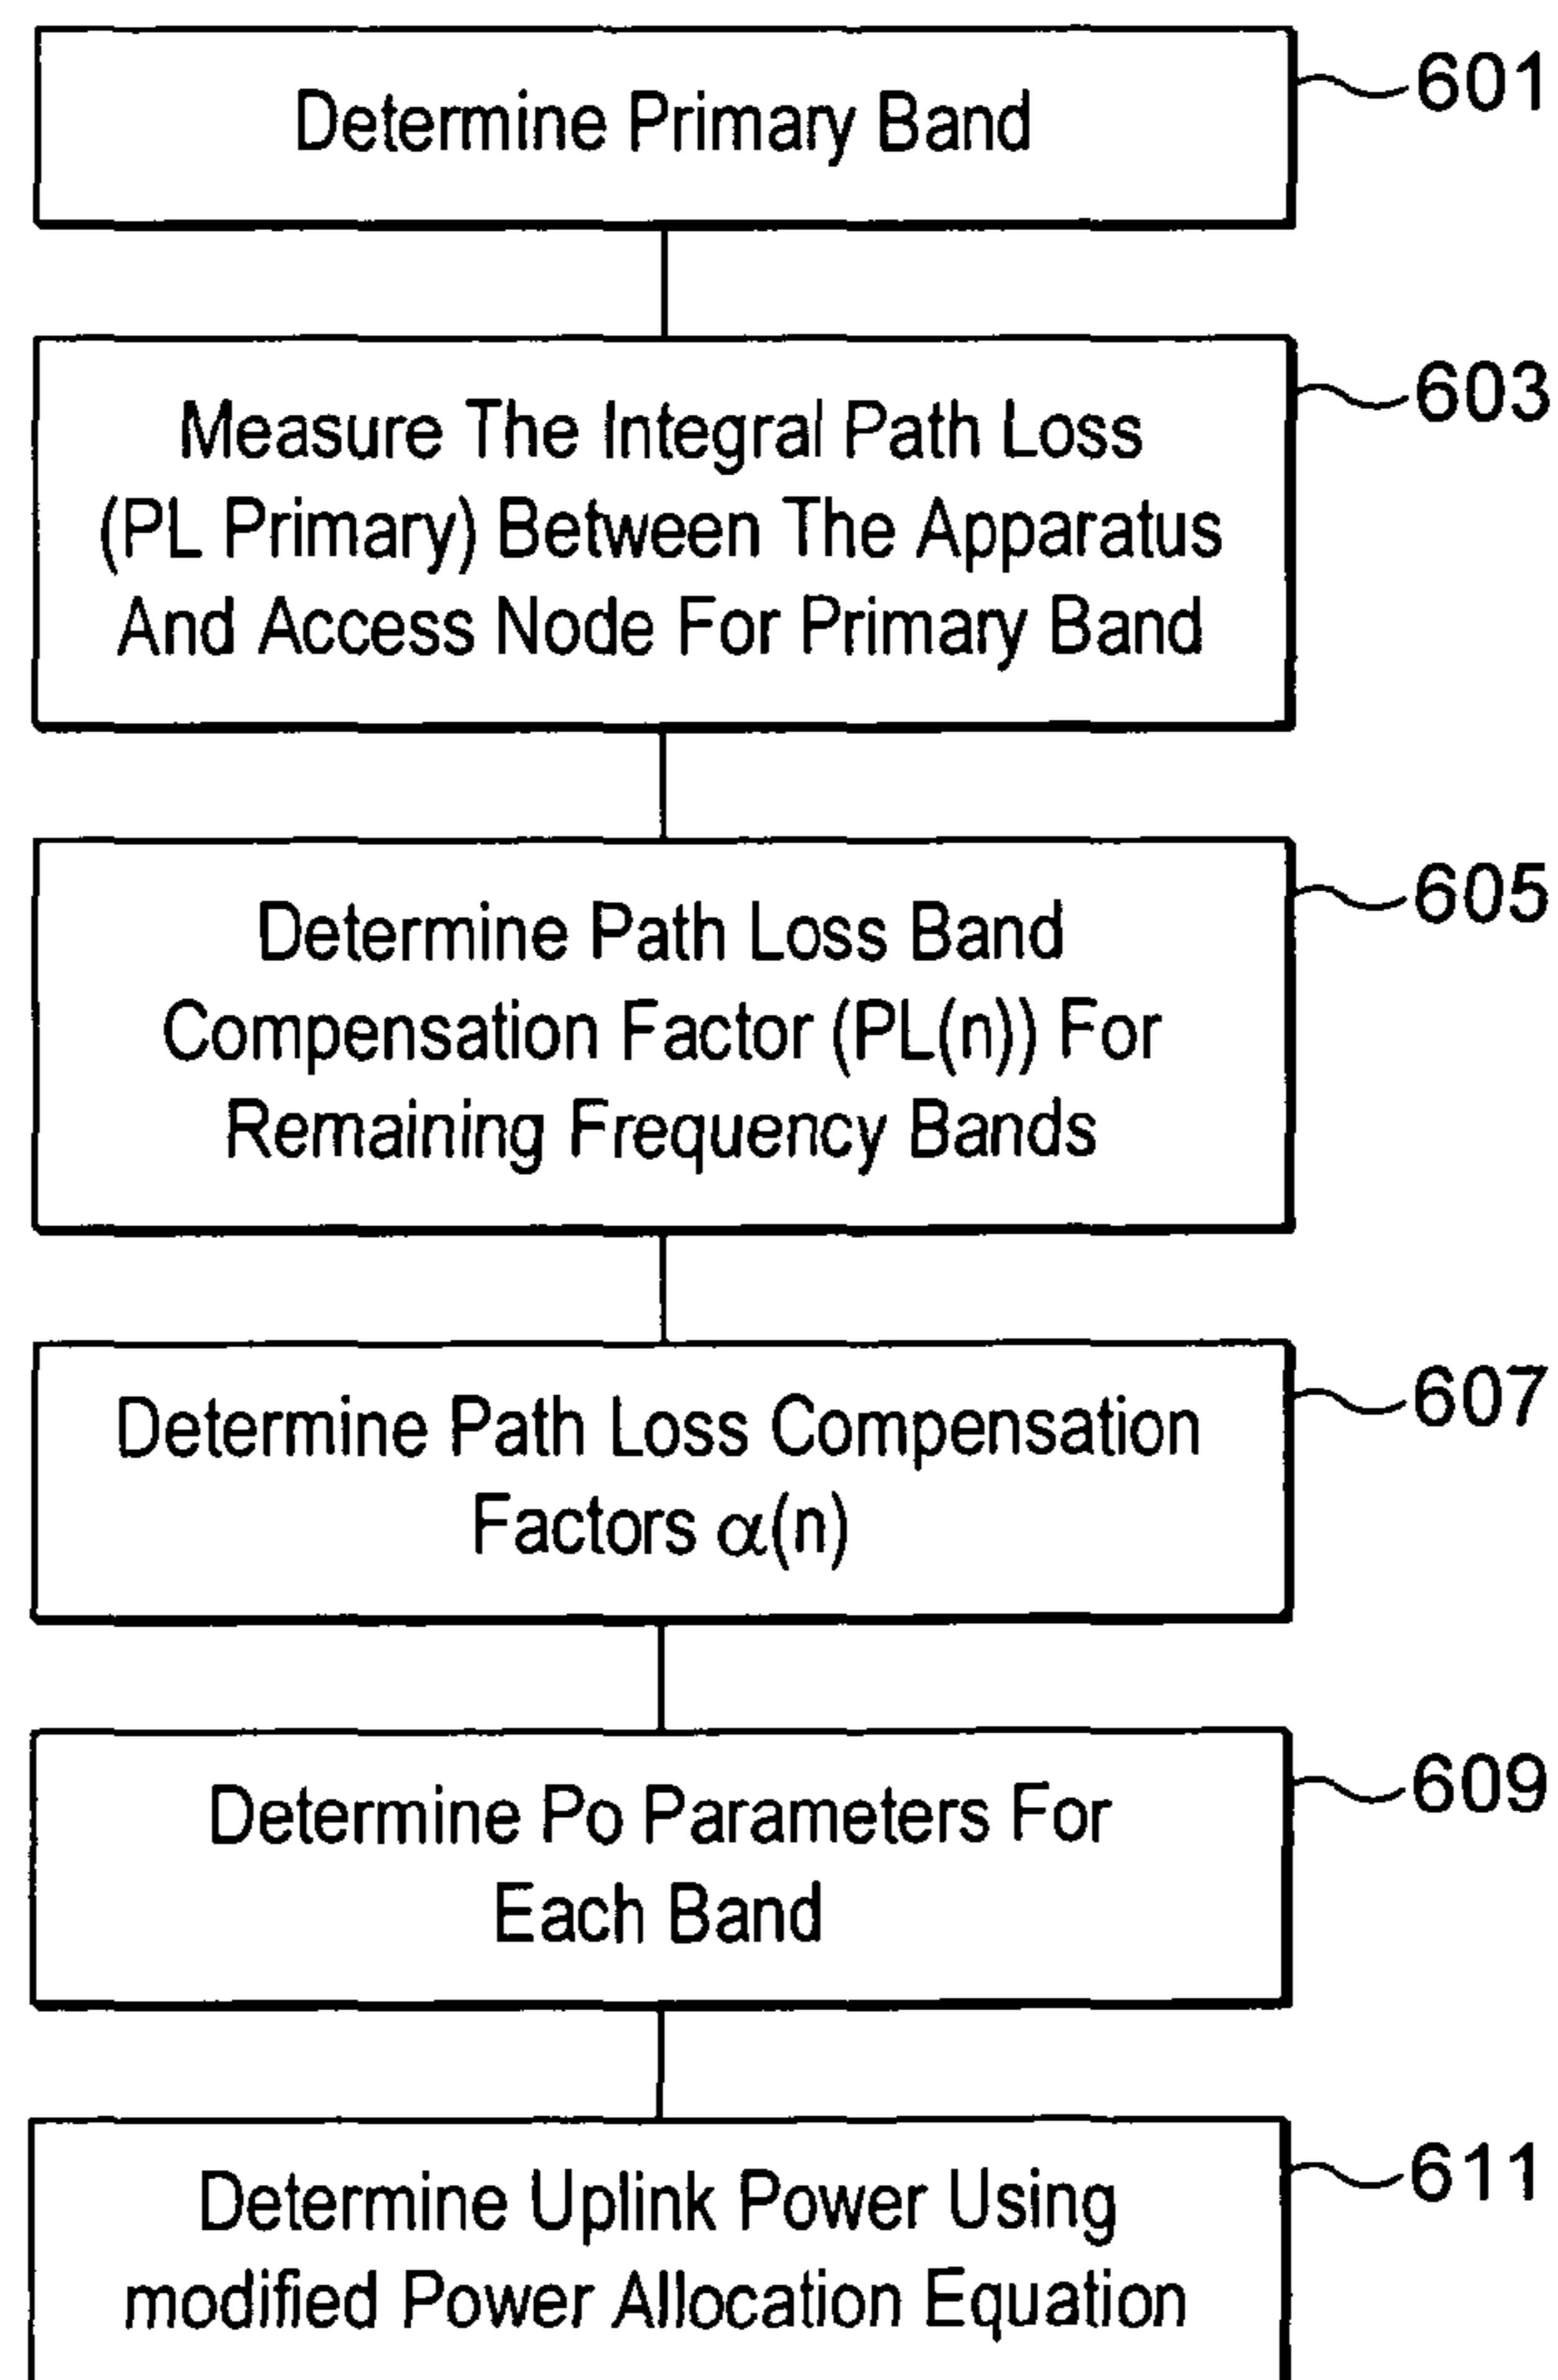 Determine Primary Band
601
Measure The Integral Path Loss
(PL Primary) Between The Apparatus
And Access Node For Primary Band
603
Determine Path Loss Band
Compensation Factor (PL(n)) For
Remaining Frequency Bands
605
Determine Path Loss Compensation
Factors α(n)
607
Determine Po Parameters For
Each Band
609
Determine Uplink Power Using
modified Power Allocation Equation
611